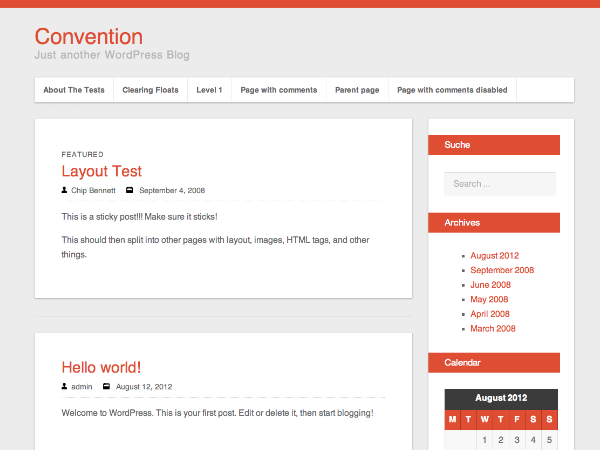 Convention
Just another WordPress Blog
About The Tests
Clearing Floats
Level 1
Page with comments
Parent page
Page with comments disabled
FEATURED
Layout Test
Chip Bennett September 4, 2008
This is a sticky post!!! Make sure it sticks!
This should then split into other pages with layout, images, HTML tags, and other
things.
Hello world!
admin August 12, 2012
Welcome to WordPress. This is your first post. Edit or delete it, then start blogging!
Suche
Search ...
Archives
August 2012
September 2008
June 2008
May 2008
April 2008
March 2008
Calendar
August 2012
M T W T F S S
1 2 3 4 5